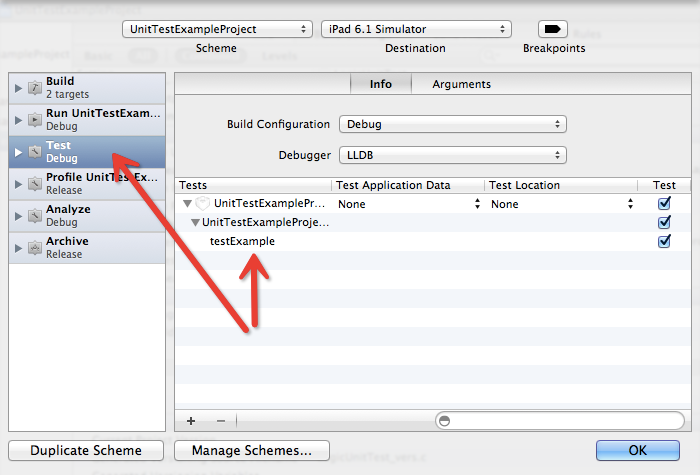 UnitTestExampleProject
iPad 6.1 Simulator
Scheme
Destination
Breakpoints
Build
2 targets
Run UnitTestExam...
Debug
Test
Debug
Profile UnitTestEx...
Release
Analyze
Debug
Archive
Release
Info
Arguments
Build Configuration
Debug
Debugger
LLDB
Tests
Test Application Data
Test Location
Test
UnitTestExamplePr...
None
None
UnitTestExampleProje...
testExample
Duplicate Scheme
Manage Schemes...
OK